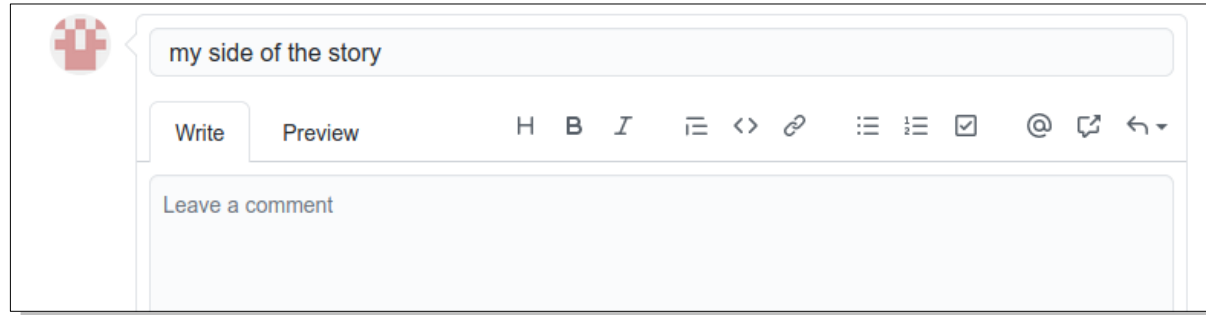 my side of the story
Write Preview H B I <> @
Leave a comment